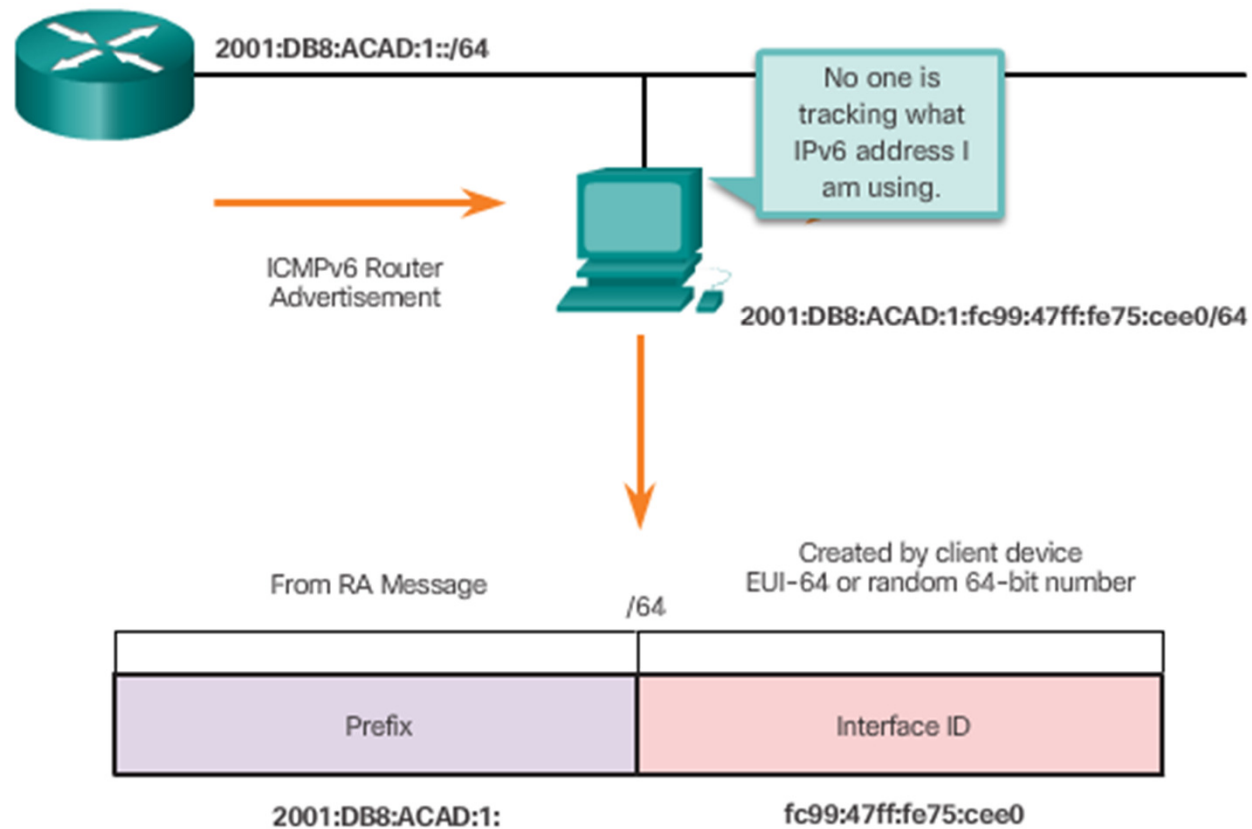 2001:DB8:ACAD:1::/64
No one is
tracking what
IPv6 address I
am using.
ICMPv6 Router
Advertisement
2001:DB8:ACAD:1:fc99:47ff:fe75:cee0/64
From RA Message
Created by client device
EUI-64 or random 64-bit number
/64
Prefix
Interface ID
2001:DB8:ACAD:1:
fc99:47ff:fe75:cee0